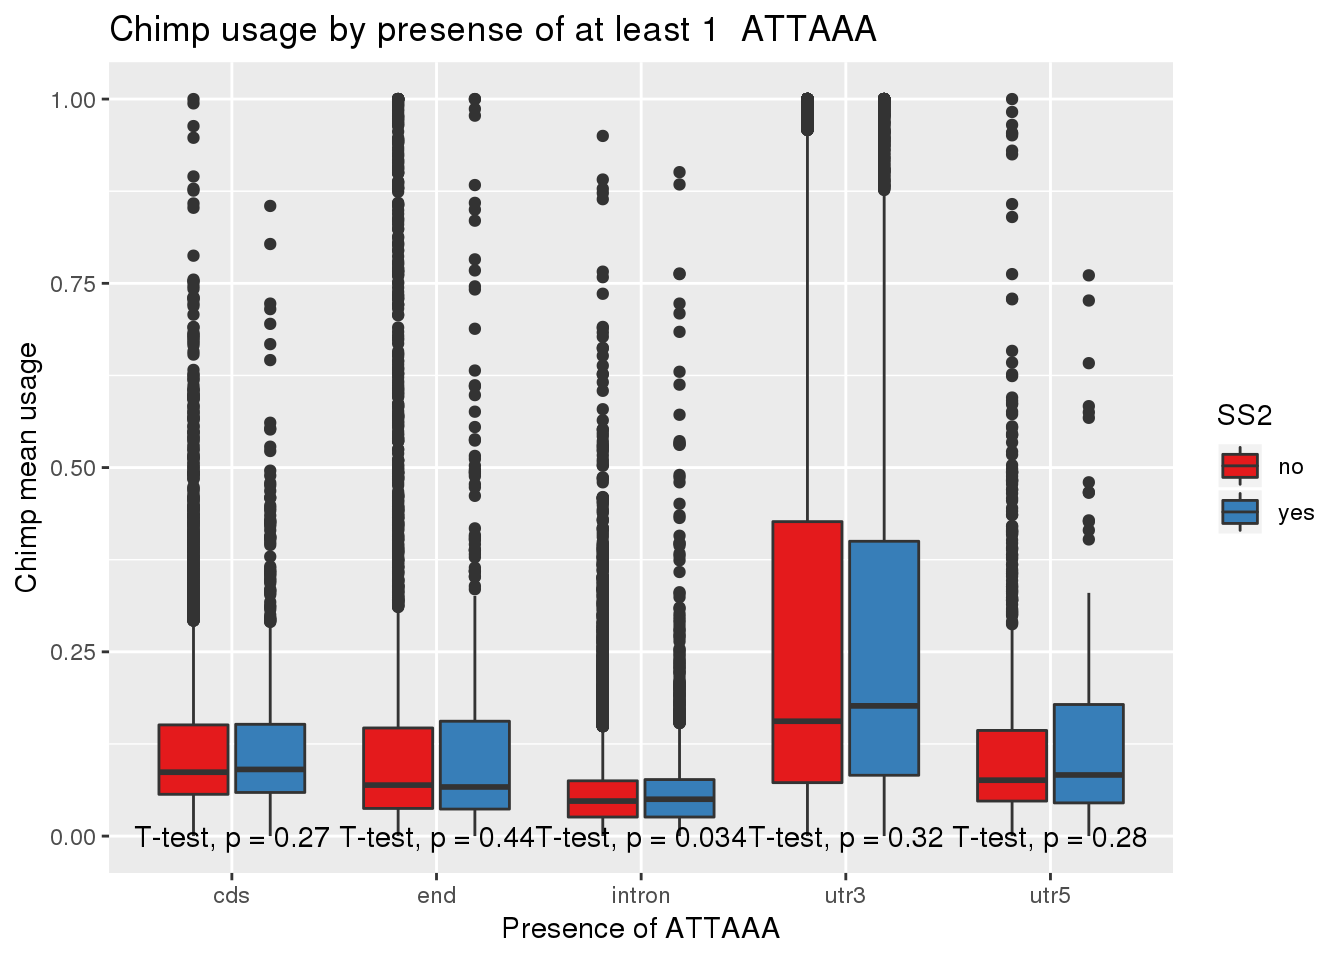 Chimp usage by presense of at least 1  ATTAAA
Chimp mean usage
1.00
0.75
0.50
0.25
0.00
T-test, p = 0.27
T-test, p = 0.44
T-test, p = 0.034
T-test, p = 0.32
T-test, p = 0.28
cds
end
intron
utr3
utr5
Presence of ATTAAA
SS2
no
yes